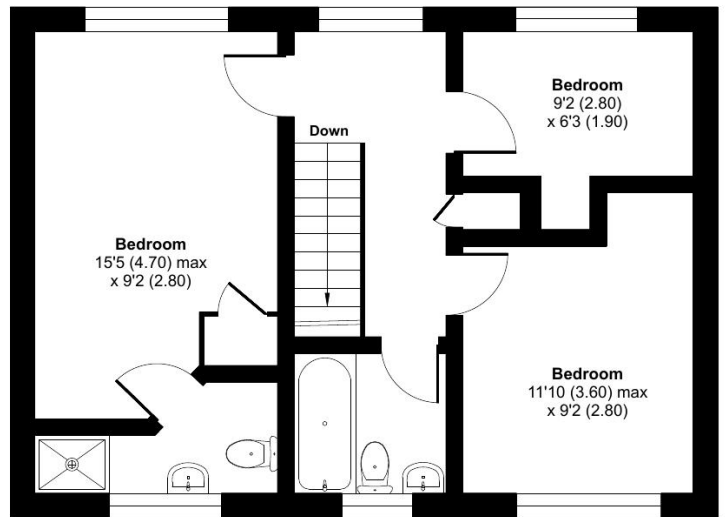 Bedroom
9'2 (2.80)
x 6'3 (1.90)
Down
Bedroom
15'5 (4.70) max
x 9'2 (2.80)
Bedroom
11'10 (3.60) max
x 9'2 (2.80)